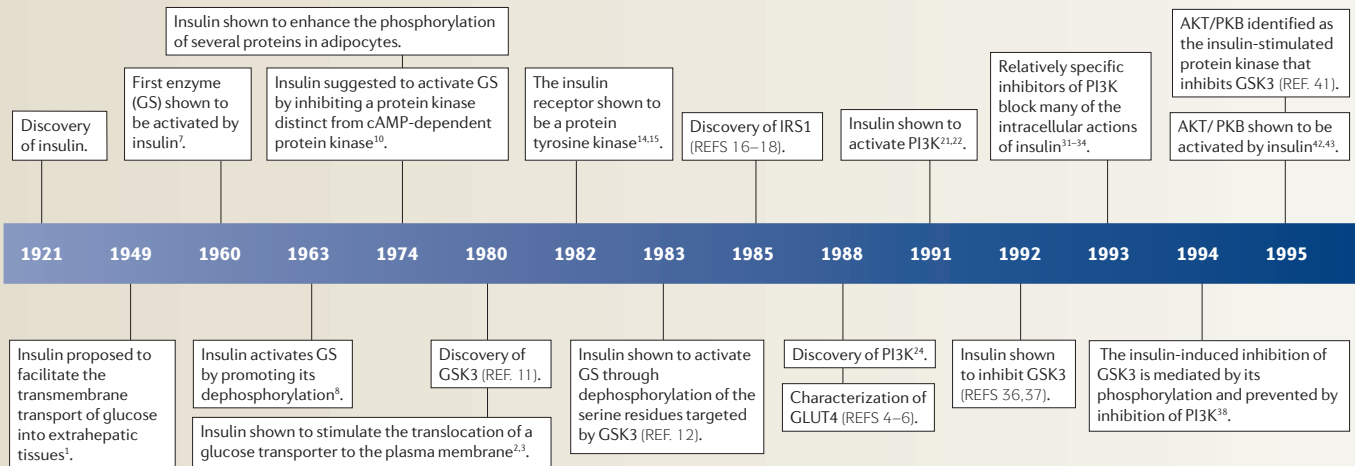 Insulin shown to enhance the phosphorylation
of several proteins in adipocytes.
AKT/PKB identified as
the insulin-stimulated
protein kinase that
inhibits GSK3 (REF. 41).
Discovery
of insulin.
First enzyme
(GS) shown to
be activated by
insulin⁷.
Insulin suggested to activate GS
by inhibiting a protein kinase
distinct from cAMP-dependent
protein kinase¹⁰.
The insulin
receptor shown to
be a protein
tyrosine kinase¹⁴,¹⁵.
Discovery of IRS1
(REFS 16–18).
Insulin shown to
activate PI3K²¹,²².
Relatively specific
inhibitors of PI3K
block many of the
intracellular actions
of insulin³¹⁻³⁴.
AKT/ PKB shown to be
activated by insulin⁴²,⁴³.
1921 1949 1960 1963 1974 1980 1982 1983 1985 1988 1991 1992 1993 1994 1995
Insulin proposed to
facilitate the
transmembrane
transport of glucose
into extrahepatic
tissues¹.
Insulin activates GS
by promoting its
dephosphorylation⁸.
Discovery of
GSK3 (REF. 11).
Insulin shown to stimulate the translocation of a
glucose transporter to the plasma membrane²,³.
Insulin shown to activate
GS through
dephosphorylation of the
serine residues targeted
by GSK3 (REF. 12).
Discovery of PI3K²⁴.
Characterization of
GLUT4 (REFS 4–6).
Insulin shown
to inhibit GSK3
(REFS 36,37).
The insulin-induced inhibition of
GSK3 is mediated by its
phosphorylation and prevented by
inhibition of PI3K³⁸.